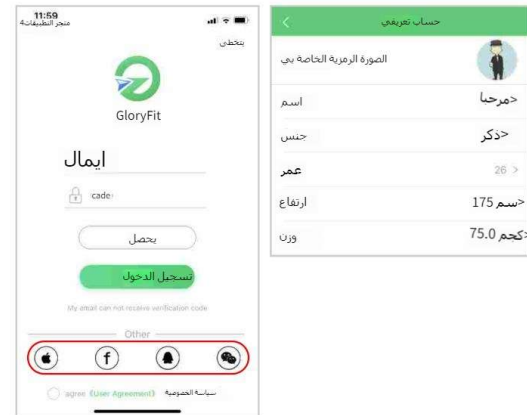 11:59
متجر التطبيقات4
يتخطى
GloryFit
ايمال
cade
يحصل
تسجيل الدخول
My email can not receive verification code
Other
agree 《User Agreement》 سياسة الخصوصية
حساب تعريفي
الصورة الرمزية الخاصة بي
اسم <مرحبا
جنس <ذكر
عمر 26 >
ارتفاع <سم 175
وزن <كجم 75.0